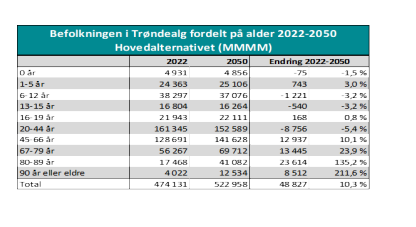 Befolkningen i Trøndealg fordelt på alder 2022-2050
Hovedalternativet (MMMM)
2022 2050 Endring 2022-2050
0 år 4 931 4 856 -75 -1,5 %
1-5 år 24 363 25 106 743 3,0 %
6-12 år 38 297 37 076 -1 221 -3,2 %
13-15 år 16 804 16 264 -540 -3,2 %
16-19 år 21 943 22 111 168 0,8 %
20-44 år 161 345 152 589 -8 756 -5,4 %
45-66 år 128 691 141 628 12 937 10,1 %
67-79 år 56 267 69 712 13 445 23,9 %
80-89 år 17 468 41 082 23 614 135,2 %
90 år eller eldre 4 022 12 534 8 512 211,6 %
Total 474 131 522 958 48 827 10,3 %